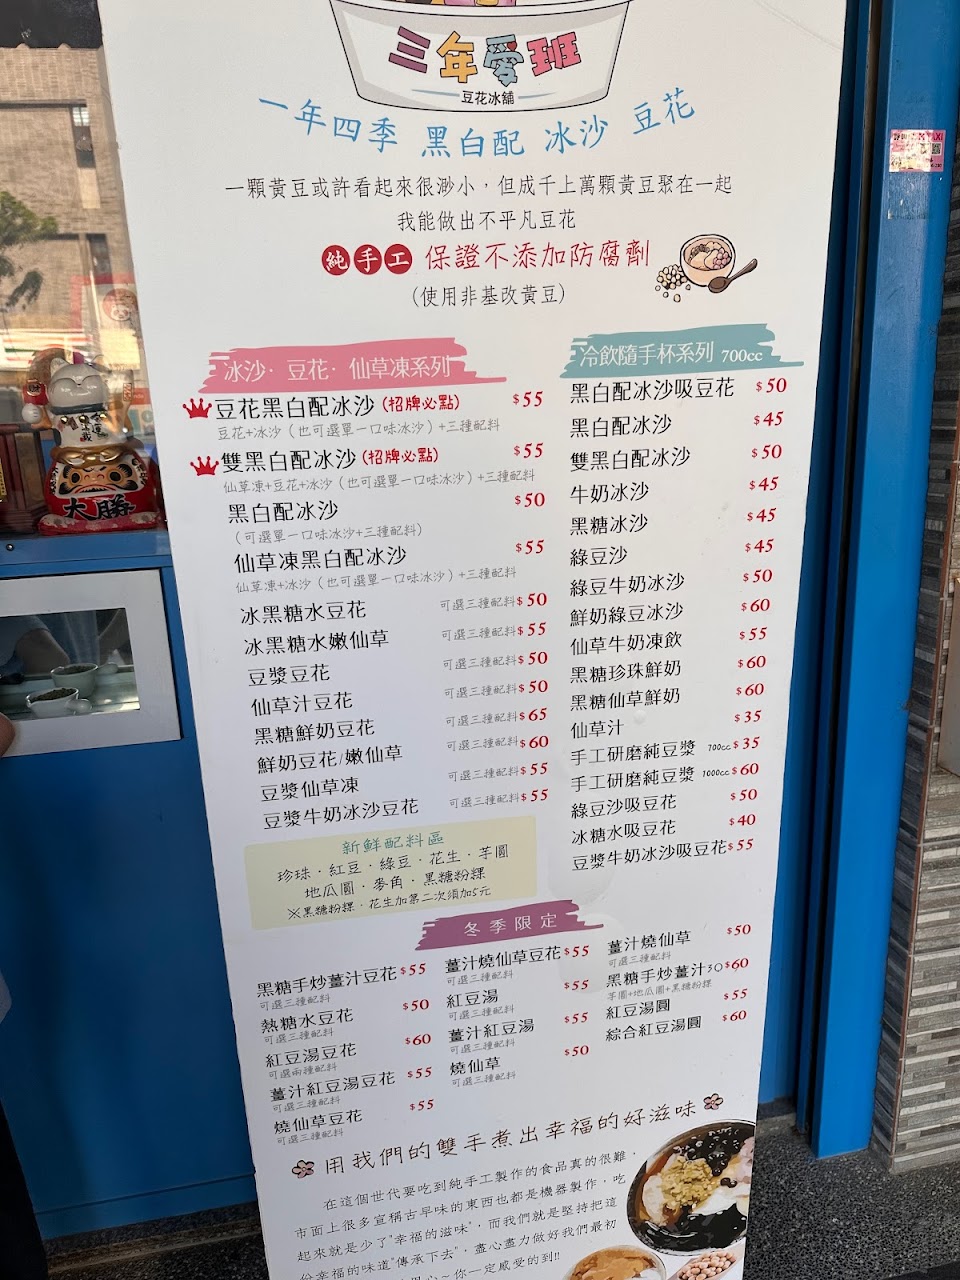 三年愛班
豆花冰舖
一年四季 黑白配 冰沙 豆花
一顆黃豆或許看起來很渺小，但成千上萬顆黃豆聚在一起
我能做出不平凡豆花
純手工 保證不添加防腐劑
(使用非基改黃豆)
冰沙·豆花·仙草凍系列
豆花黑白配冰沙(招牌必點) $55
豆花+冰沙（也可選單一口味冰沙）+三種配料
雙黑白配冰沙(招牌必點) $55
仙草凍+豆花+冰沙（也可選單一口味冰沙）+三種配料
黑白配冰沙 $50
（可選單一口味冰沙+三種配料）
仙草凍黑白配冰沙 $55
仙草凍+冰沙（也可選單一口味冰沙）+三種配料
冰黑糖水豆花 可選三種配料$50
冰黑糖水嫩仙草 可選三種配料$55
豆漿豆花 可選三種配料$50
仙草汁豆花 可選三種配料$50
黑糖鮮奶豆花 可選三種配料$65
鮮奶豆花/嫩仙草 可選三種配料$60
豆漿仙草凍 可選三種配料$55
豆漿牛奶冰沙豆花 可選三種配料$55
新鮮配料區
珍珠·紅豆·綠豆·花生·芋圓
地瓜圓·麥角·黑糖粉粿
※黑糖粉粿·花生加第二次須加5元
冷飲隨手杯系列 700cc
黑白配冰沙吸豆花 $50
黑白配冰沙 $45
雙黑白配冰沙 $50
牛奶冰沙 $45
黑糖冰沙 $45
綠豆沙 $45
綠豆牛奶冰沙 $50
鮮奶綠豆冰沙 $60
仙草牛奶凍飲 $55
黑糖珍珠鮮奶 $60
黑糖仙草鮮奶 $60
仙草汁 $35
手工研磨純豆漿 700cc $35
手工研磨純豆漿 1000cc $60
綠豆沙吸豆花 $50
冰糖水吸豆花 $40
豆漿牛奶冰沙吸豆花$55
冬季限定
黑糖手炒薑汁豆花 $55
可選三種配料
熱糖水豆花 $50
可選三種配料
紅豆湯豆花 $60
可選兩種配料
薑汁紅豆湯豆花 $55
可選三種配料
燒仙草豆花 $55
可選三種配料
薑汁燒仙草豆花 $55
可選三種配料
紅豆湯 $55
可選三種配料
薑汁紅豆湯 $55
可選三種配料
燒仙草 $50
可選三種配料
薑汁燒仙草 $50
可選三種配料
黑糖手炒薑汁3O $60
芋圓+地瓜圓+黑糖粉粿
紅豆湯圓 $55
綜合紅豆湯圓 $60
用我們的雙手煮出幸福的好滋味
在這個世代要吃到純手工製作的食品真的很難，
市面上很多宣稱古早味的東西也都是機器製作，吃
起來就是少了"幸福的滋味"，而我們就是堅持把這
份幸福的味道"傳承下去"，盡心盡力做好我們最初
用心~你一定感受的到!!
大勝